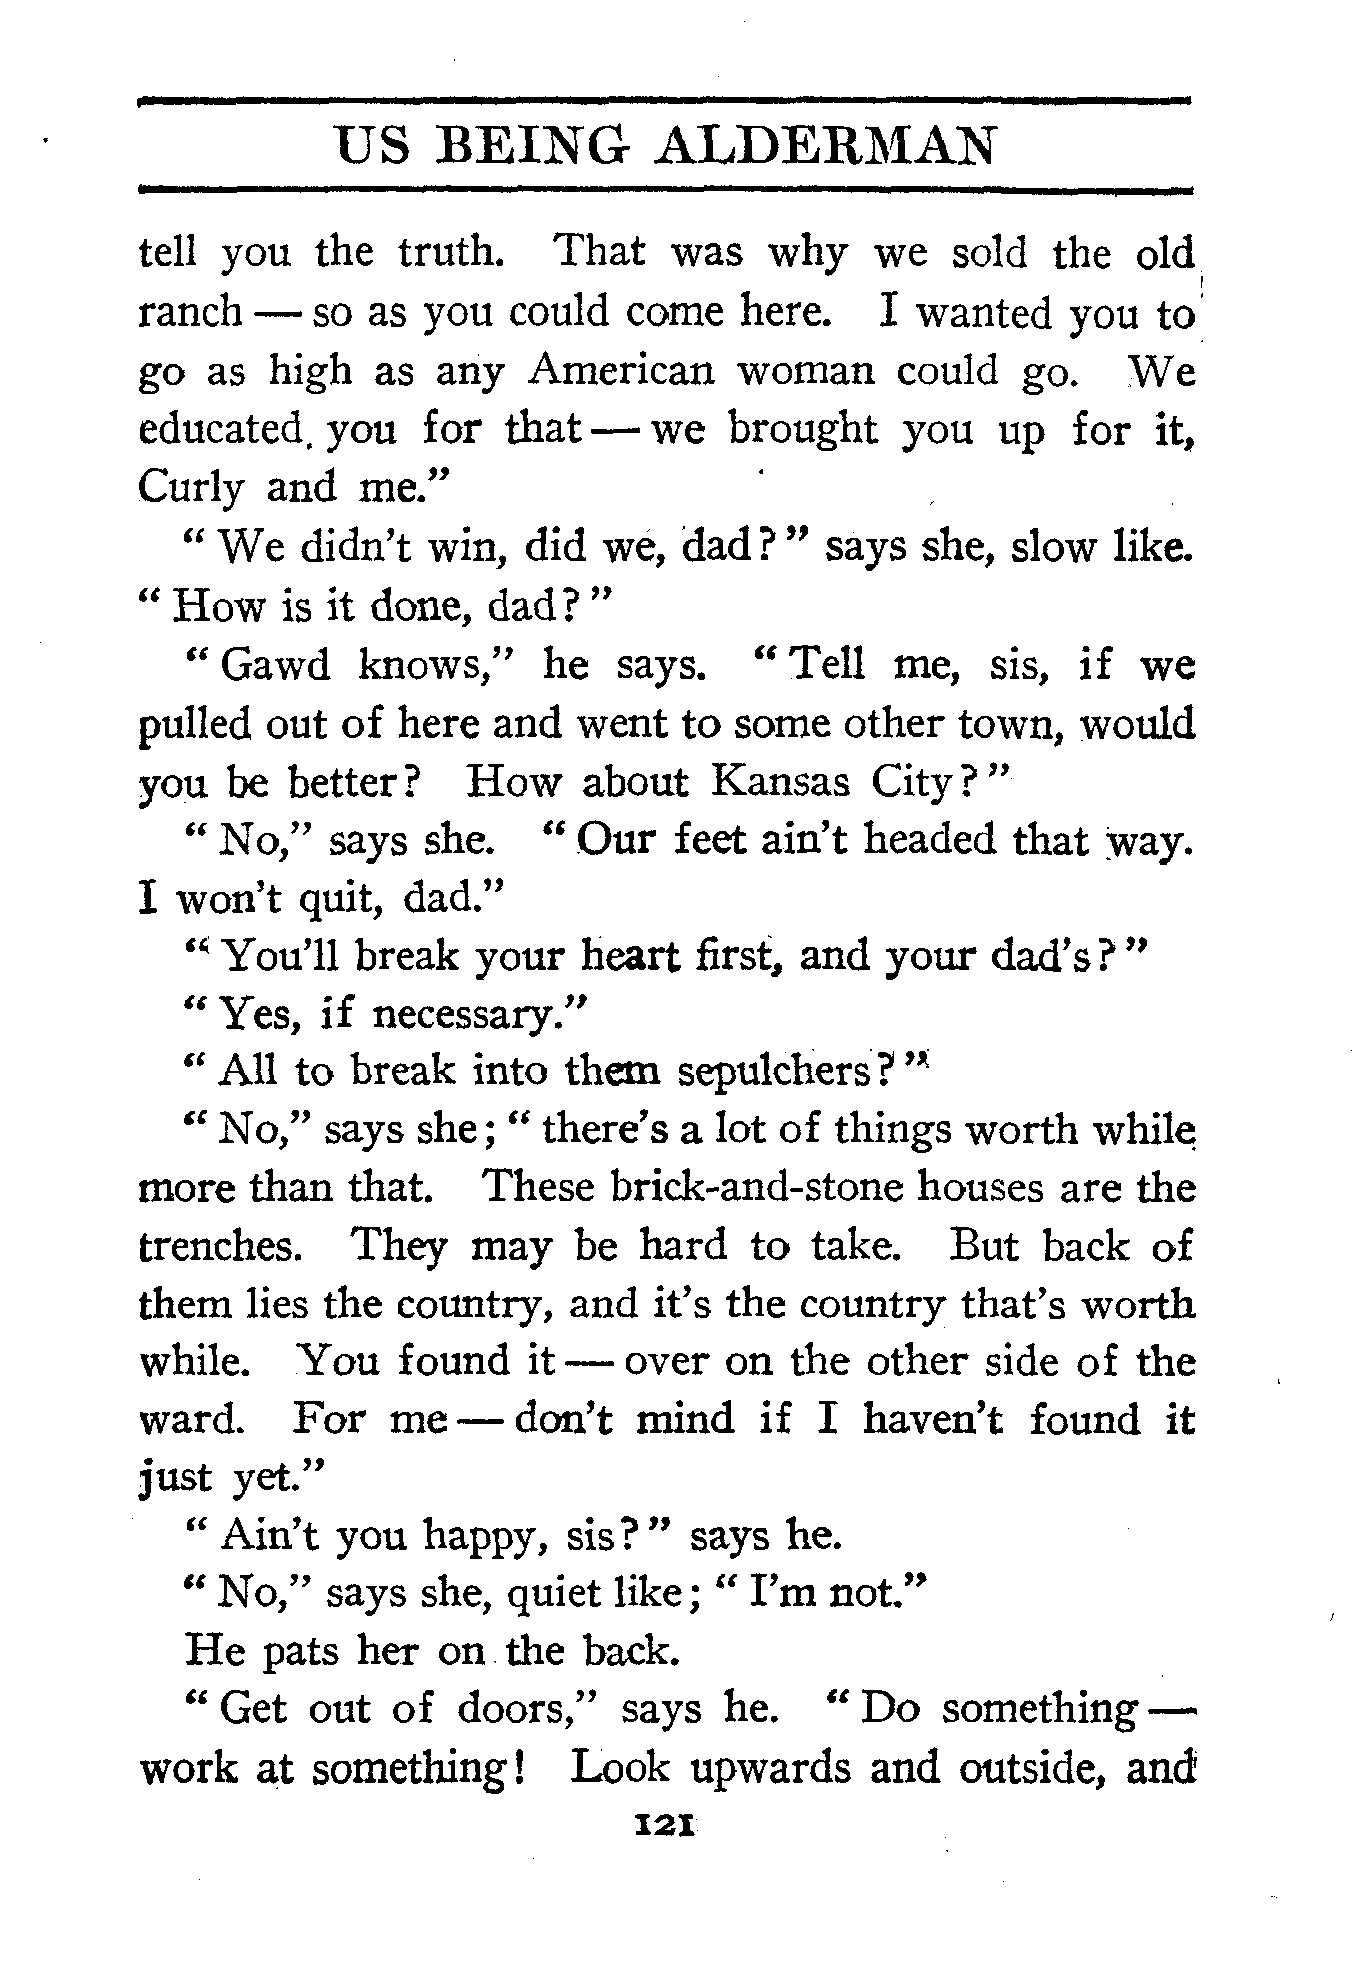 US BEING ALDERMAN
tell you the truth. That was why we sold the old
ranch — so as you could come here. I wanted you to
go as high as any American woman could go. We
educated you for that — we brought you up for it,
Curly and me."
" We didn't win, did we, dad? " says she, slow like.
" How is it done, dad? "
" Gawd knows," he says. " Tell me, sis, if we
pulled out of here and went to some other town, would
you be better? How about Kansas City? "
" No," says she. " Our feet ain't headed that way.
I won't quit, dad."
" You'll break your heart first, and your dad's? "
" Yes, if necessary."
" All to break into them sepulchers? "
" No," says she; " there's a lot of things worth while
more than that. These brick-and-stone houses are the
trenches. They may be hard to take. But back of
them lies the country, and it's the country that's worth
while. You found it — over on the other side of the
ward. For me — don't mind if I haven't found it
just yet."
" Ain't you happy, sis? " says he.
" No," says she, quiet like; " I'm not."
He pats her on the back.
" Get out of doors," says he. " Do something —
work at something! Look upwards and outside, and
121